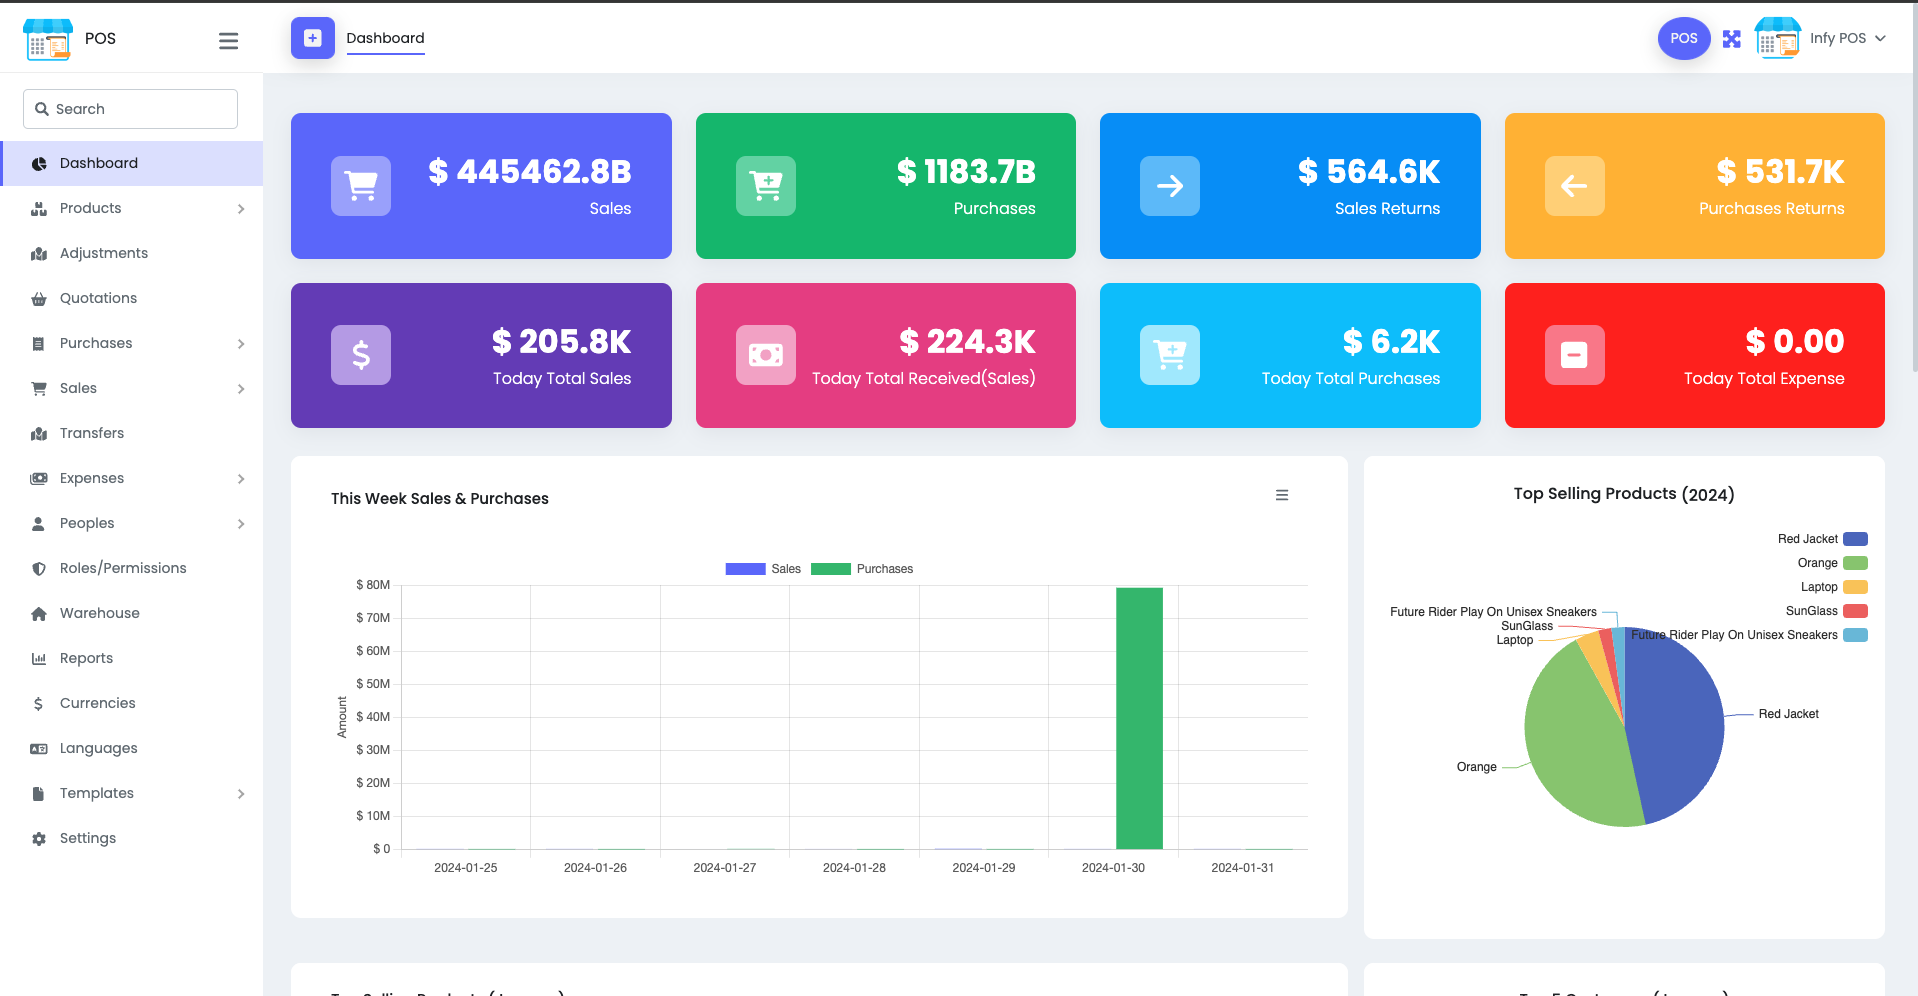 POS
Dashboard
POS
Infy POS
Search
Dashboard
Products
Adjustments
Quotations
Purchases
Sales
Transfers
Expenses
Peoples
Roles/Permissions
Warehouse
Reports
Currencies
Languages
Templates
Settings
$ 445462.8B
Sales
$ 1183.7B
Purchases
$ 564.6K
Sales Returns
$ 531.7K
Purchases Returns
$ 205.8K
Today Total Sales
$ 224.3K
Today Total Received(Sales)
$ 6.2K
Today Total Purchases
$ 0.00
Today Total Expense
This Week Sales & Purchases
Sales Purchases
Amount
$ 80M
$ 70M
$ 60M
$ 50M
$ 40M
$ 30M
$ 20M
$ 10M
$ 0
2024-01-25 2024-01-26 2024-01-27 2024-01-28 2024-01-29 2024-01-30 2024-01-31
Top Selling Products (2024)
Red Jacket
Orange
Laptop
SunGlass
Future Rider Play On Unisex Sneakers
Future Rider Play On Unisex Sneakers
SunGlass
Laptop
Red Jacket
Orange